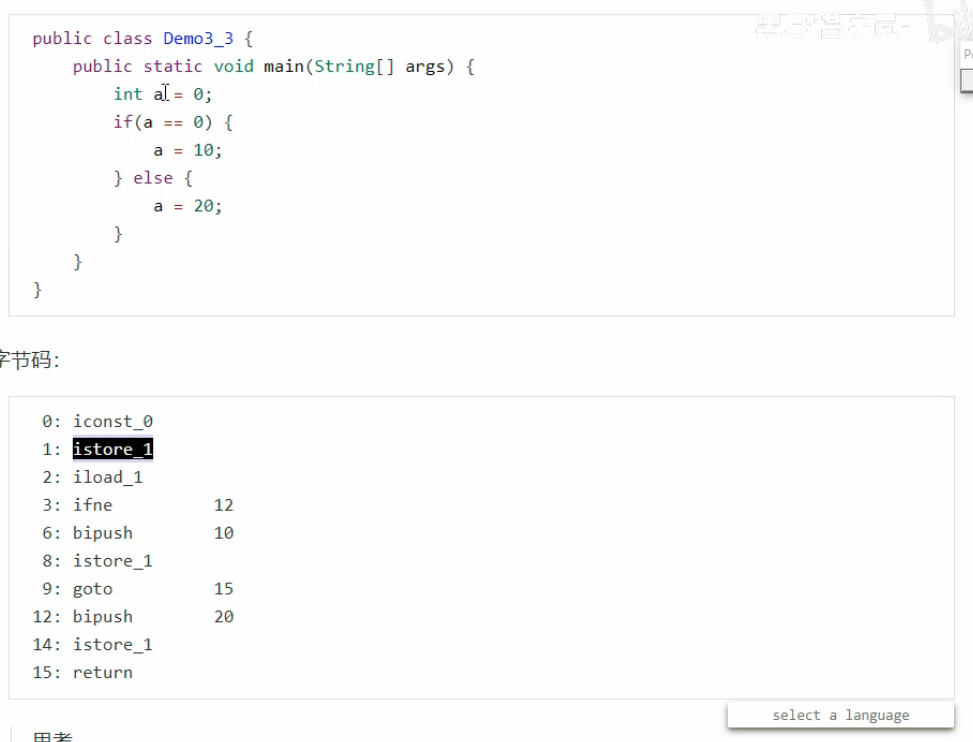 public class Demo3_3 {
public static void main(String[] args) {
int a = 0;
if(a == 0) {
a = 10;
} else {
a = 20;
}
}
}
字节码：
0: iconst_0
1: istore_1
2: iload_1
3: ifne 12
6: bipush 10
8: istore_1
9: goto 15
12: bipush 20
14: istore_1
15: return
select a language
思考